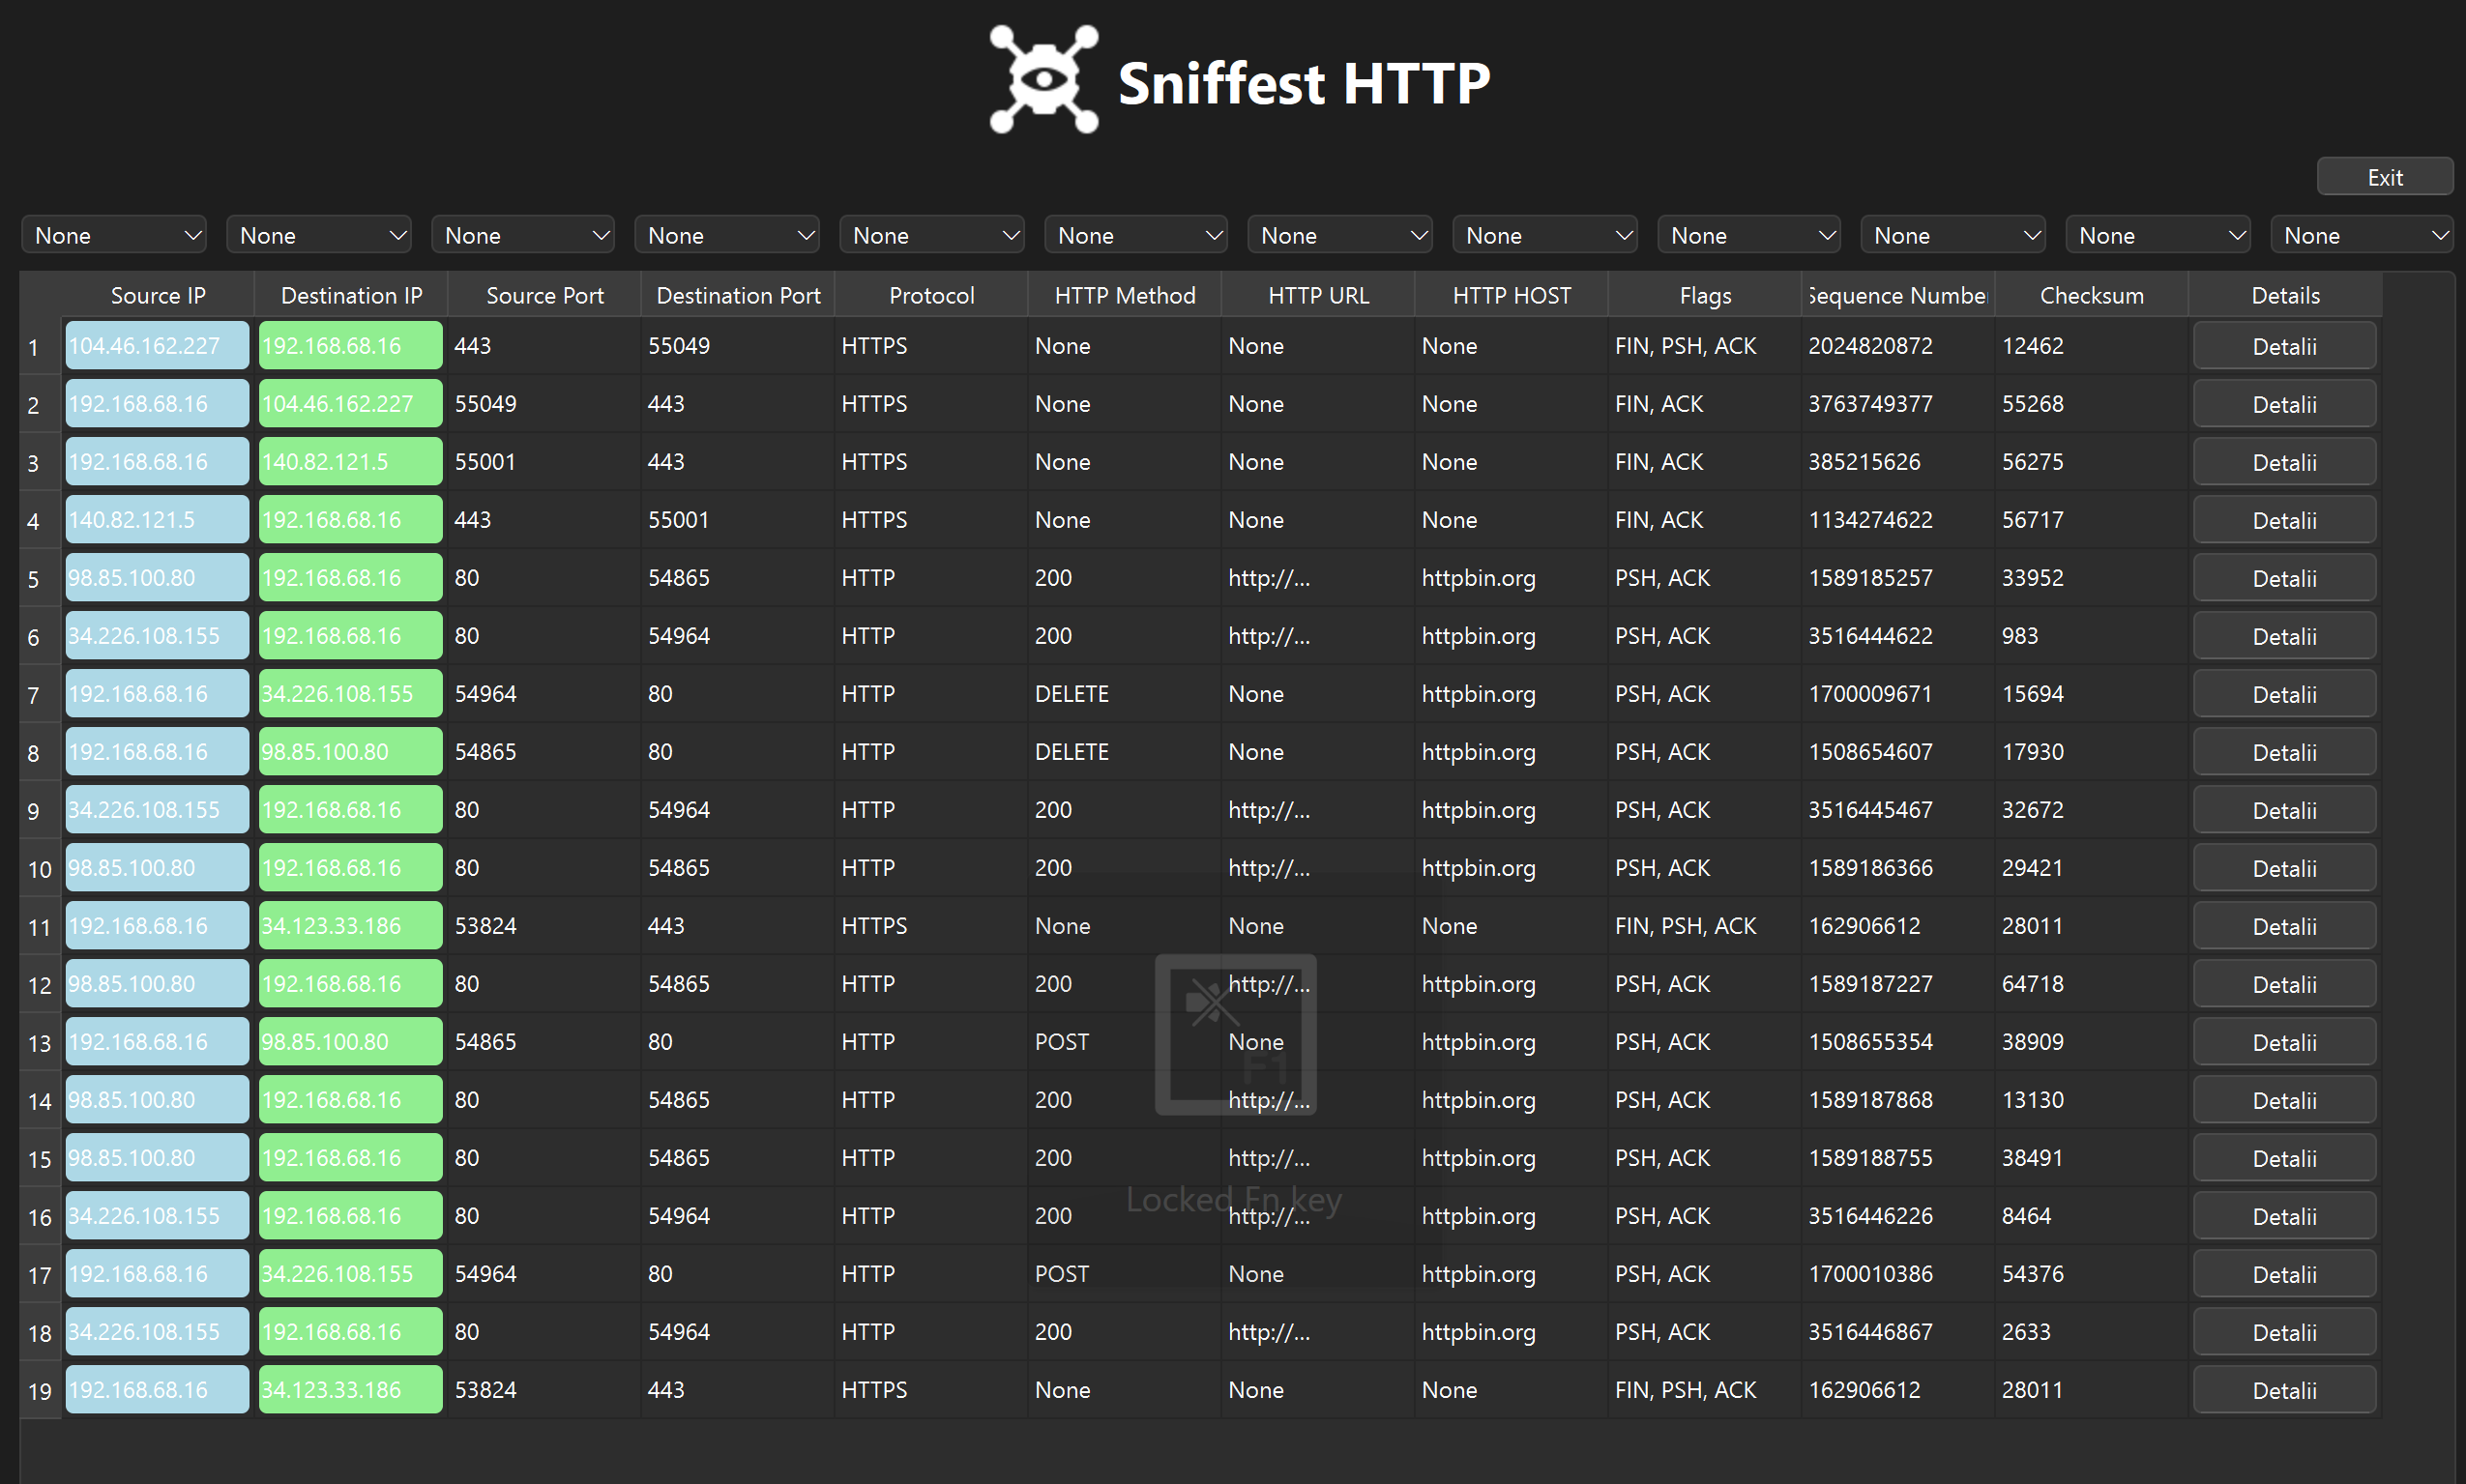 Sniffest HTTP
Exit
None None None None None None None None None None None None
Source IP Destination IP Source Port Destination Port Protocol HTTP Method HTTP URL HTTP HOST Flags Sequence Number Checksum Details
1 104.46.162.227 192.168.68.16 443 55049 HTTPS None None None FIN, PSH, ACK 2024820872 12462 Detalii
2 192.168.68.16 104.46.162.227 55049 443 HTTPS None None None FIN, ACK 3763749377 55268 Detalii
3 192.168.68.16 140.82.121.5 55001 443 HTTPS None None None FIN, ACK 385215626 56275 Detalii
4 140.82.121.5 192.168.68.16 443 55001 HTTPS None None None FIN, ACK 1134274622 56717 Detalii
5 98.85.100.80 192.168.68.16 80 54865 HTTP 200 http://... httpbin.org PSH, ACK 1589185257 33952 Detalii
6 34.226.108.155 192.168.68.16 80 54964 HTTP 200 http://... httpbin.org PSH, ACK 3516444622 983 Detalii
7 192.168.68.16 34.226.108.155 54964 80 HTTP DELETE None httpbin.org PSH, ACK 1700009671 15694 Detalii
8 192.168.68.16 98.85.100.80 54865 80 HTTP DELETE None httpbin.org PSH, ACK 1508654607 17930 Detalii
9 34.226.108.155 192.168.68.16 80 54964 HTTP 200 http://... httpbin.org PSH, ACK 3516445467 32672 Detalii
10 98.85.100.80 192.168.68.16 80 54865 HTTP 200 http://... httpbin.org PSH, ACK 1589186366 29421 Detalii
11 192.168.68.16 34.123.33.186 53824 443 HTTPS None None None FIN, PSH, ACK 162906612 28011 Detalii
12 98.85.100.80 192.168.68.16 80 54865 HTTP 200 http://... httpbin.org PSH, ACK 1589187227 64718 Detalii
13 192.168.68.16 98.85.100.80 54865 80 HTTP POST None httpbin.org PSH, ACK 1508655354 38909 Detalii
F1
14 98.85.100.80 192.168.68.16 80 54865 HTTP 200 http://... httpbin.org PSH, ACK 1589187868 13130 Detalii
15 98.85.100.80 192.168.68.16 80 54865 HTTP 200 http://... httpbin.org PSH, ACK 1589188755 38491 Detalii
Locked Fn key
16 34.226.108.155 192.168.68.16 80 54964 HTTP 200 http://... httpbin.org PSH, ACK 3516446226 8464 Detalii
17 192.168.68.16 34.226.108.155 54964 80 HTTP POST None httpbin.org PSH, ACK 1700010386 54376 Detalii
18 34.226.108.155 192.168.68.16 80 54964 HTTP 200 http://... httpbin.org PSH, ACK 3516446867 2633 Detalii
19 192.168.68.16 34.123.33.186 53824 443 HTTPS None None None FIN, PSH, ACK 162906612 28011 Detalii